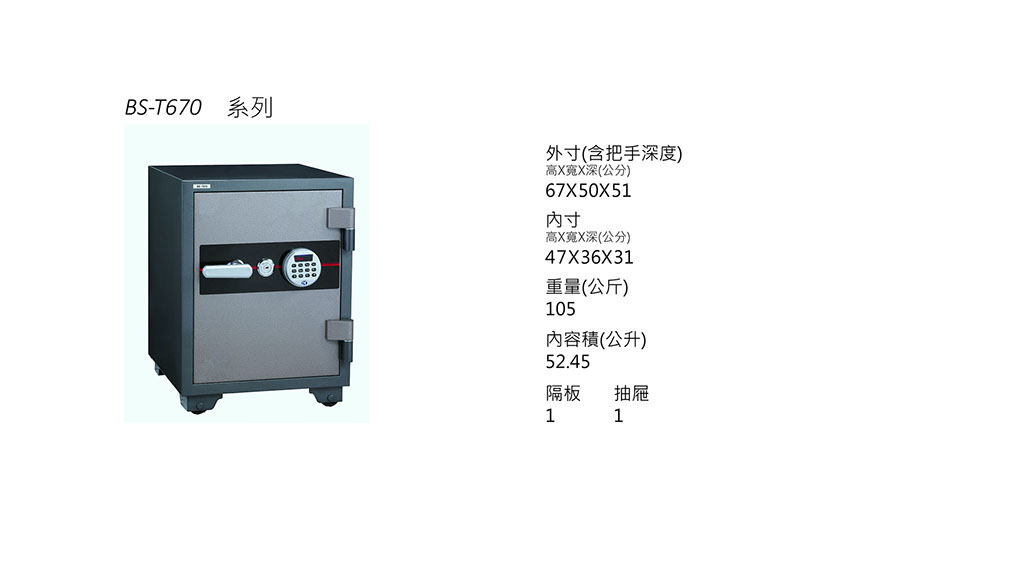 BS-T670 系列
外寸(含把手深度)
高X寬X深(公分)
67X50X51
內寸
高X寬X深(公分)
47X36X31
重量(公斤)
105
內容積(公升)
52.45
隔板 抽屜
1 1